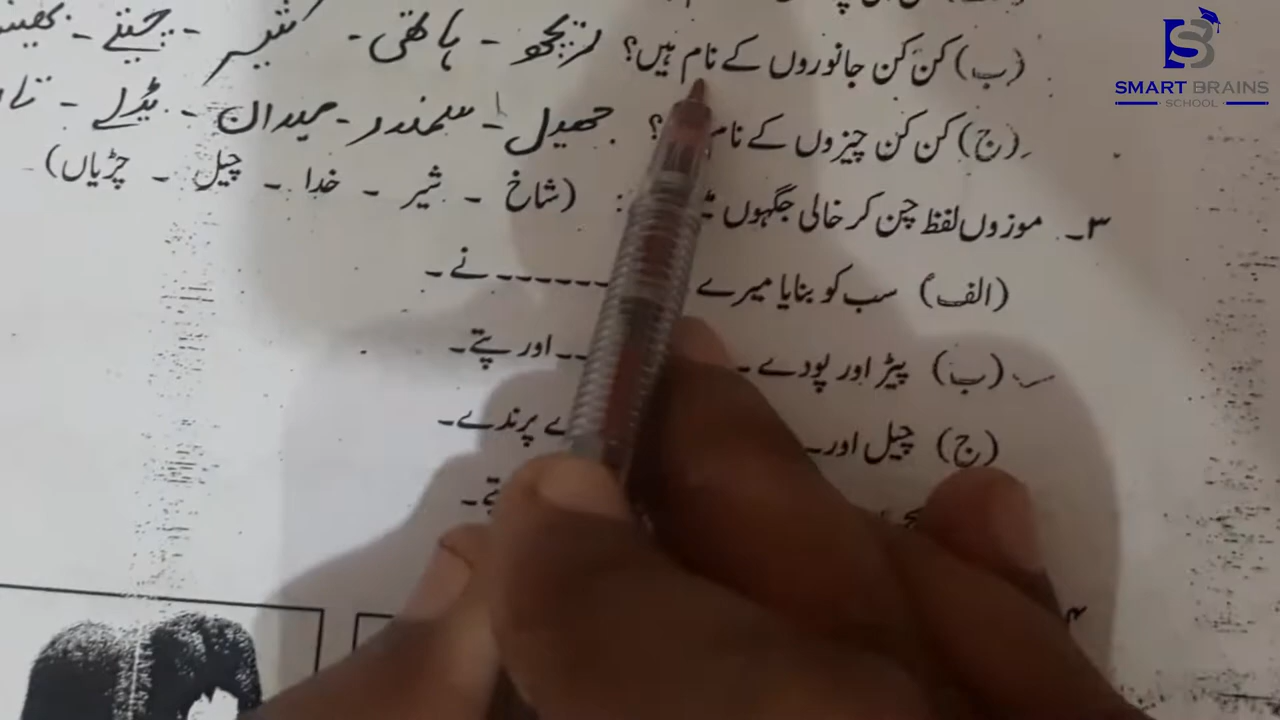 (ب) کن کن جانوروں کے نام ہیں؟ ریچھ - ہاتھی - شیر - چیتے -
(ج) کن کن چیزوں کے نام ؟ جھیل - سمندر - میدان - ٹیلے -
۳۔ موزوں لفظ چن کر خالی جگہوں : (شاخ - شیر - خدا - چیل - چڑیاں)
(الف) سب کو بنایا میرے ------- نے۔
(ب) پیڑ اور پودے - -- اور پتے۔
(ج) چیل اور- پرندے۔
SMART BRAINS
SCHOOL